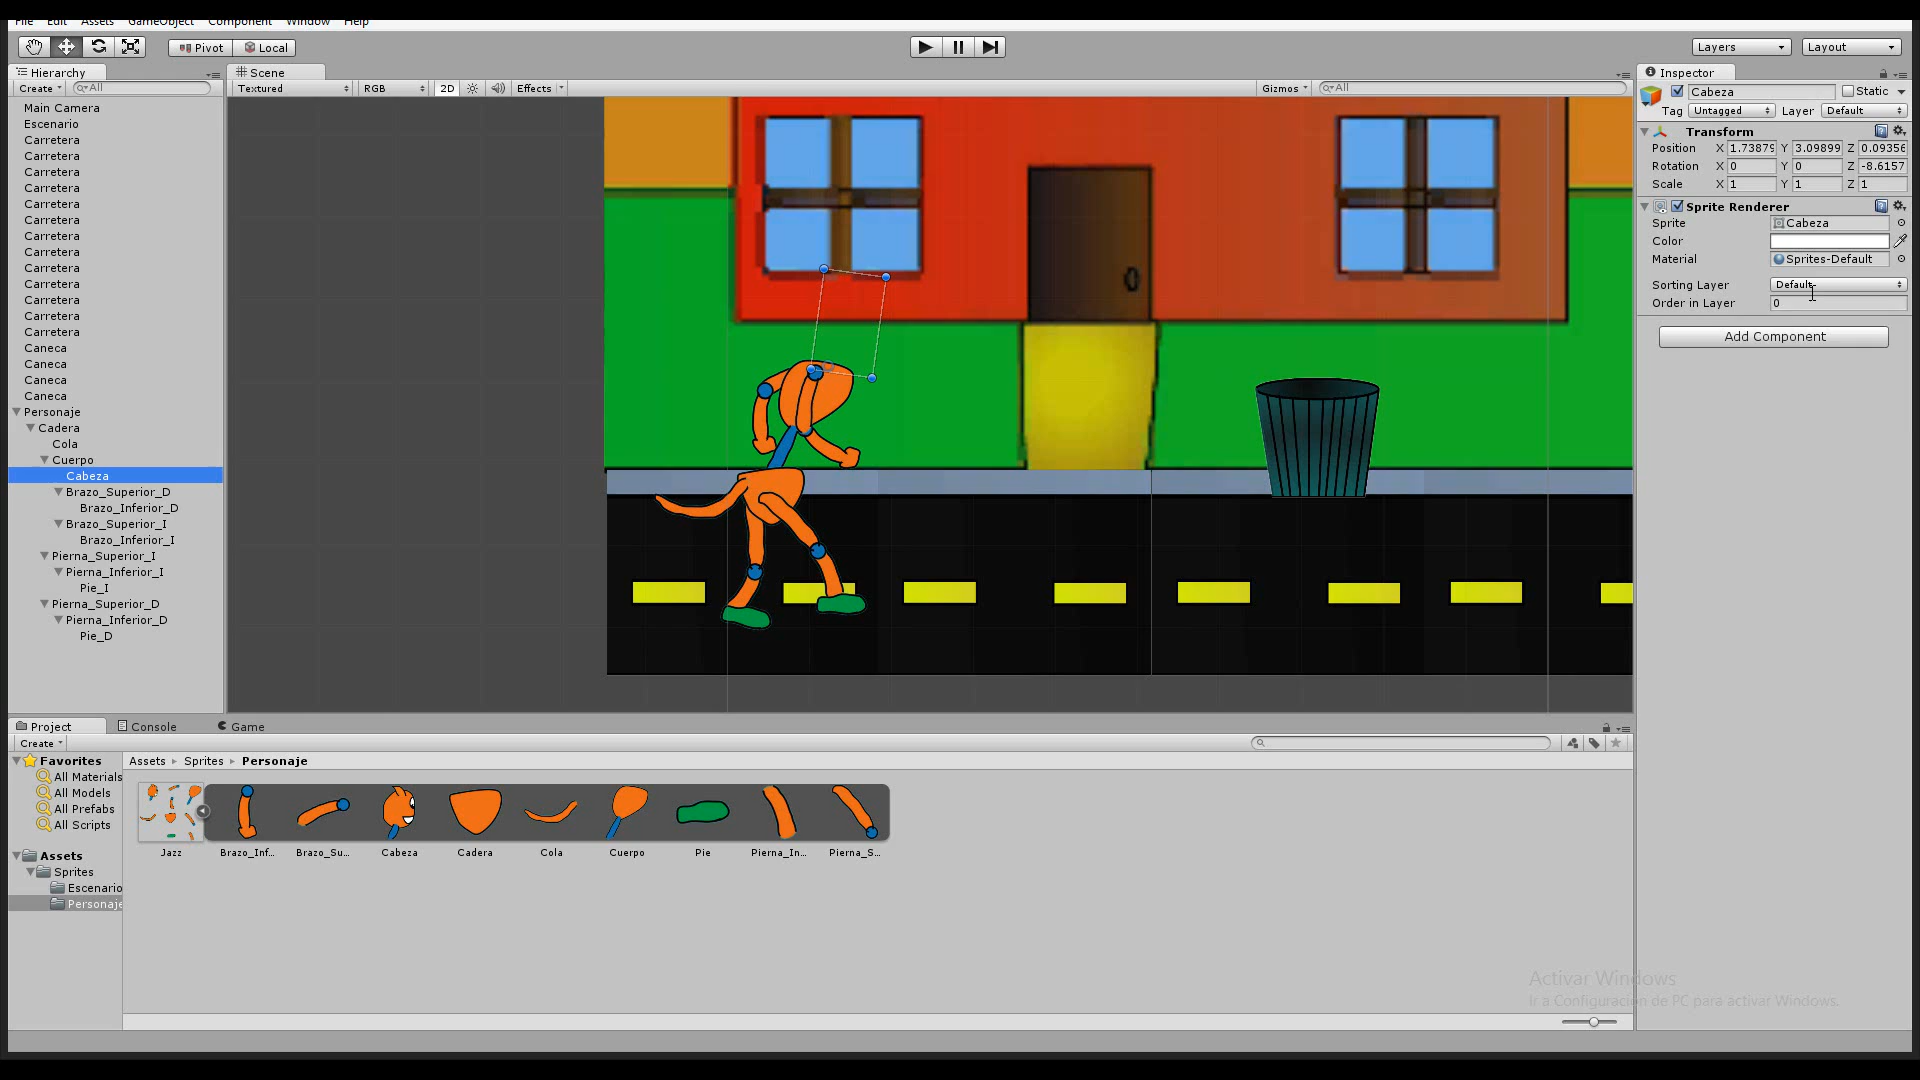 File Edit Assets GameObject Component Window Help
Pivot Local Layers Layout
Hierarchy
Create All
Main Camera
Escenario
Carretera
Carretera
Carretera
Carretera
Carretera
Carretera
Carretera
Carretera
Carretera
Carretera
Carretera
Carretera
Carretera
Caneca
Caneca
Caneca
Caneca
Personaje
Cadera
Cola
Cuerpo
Cabeza
Brazo_Superior_D
Brazo_Inferior_D
Brazo_Superior_I
Brazo_Inferior_I
Pierna_Superior_I
Pierna_Inferior_I
Pie_I
Pierna_Superior_D
Pierna_Inferior_D
Pie_D
Scene
Textured RGB 2D Effects Gizmos All
Inspector
Cabeza Static
Tag Untagged Layer Default
Transform
Position X 1.73879 Y 3.09899 Z 0.09356
Rotation X 0 Y 0 Z -8.6157
Scale X 1 Y 1 Z 1
Sprite Renderer
Sprite Cabeza
Color
Material Sprites-Default
Sorting Layer Default
Order in Layer 0
Add Component
Project Console Game
Create
Favorites
All Materials
All Models
All Prefabs
All Scripts
Assets
Sprites
Escenario
Personaje
Assets Sprites Personaje
Jazz Brazo_Inf... Brazo_Su... Cabeza Cadera Cola Cuerpo Pie Pierna_In... Pierna_S...
Activar Windows
Ir a Configuración de PC para activar Windows.